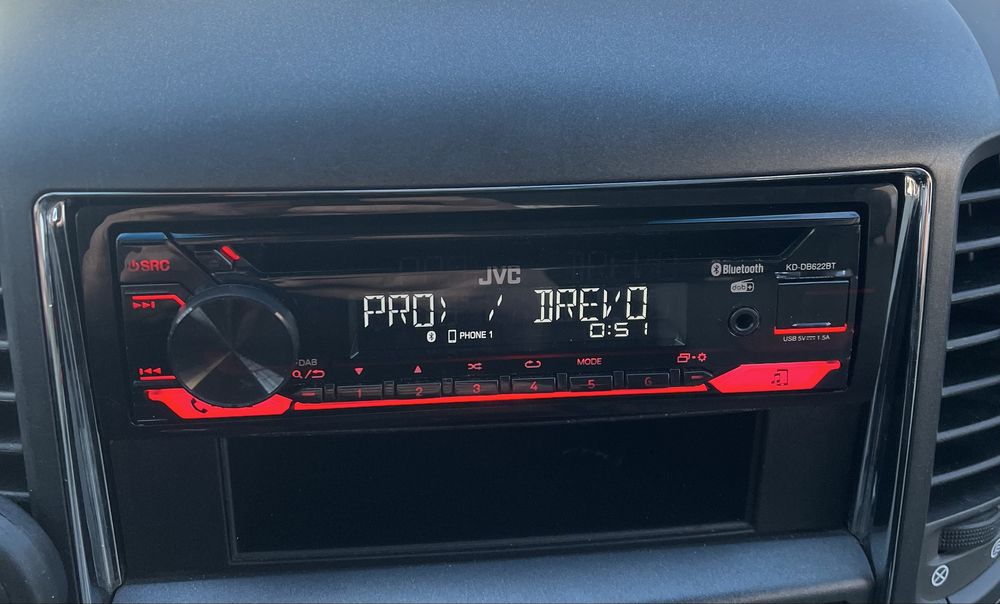 SRC
JVC
Bluetooth
KD-DB622BT
dab+
DREVO
PHONE 1
0:51
USB 5V 1.5A
DAB
MODE
1 2 3 4 5 6